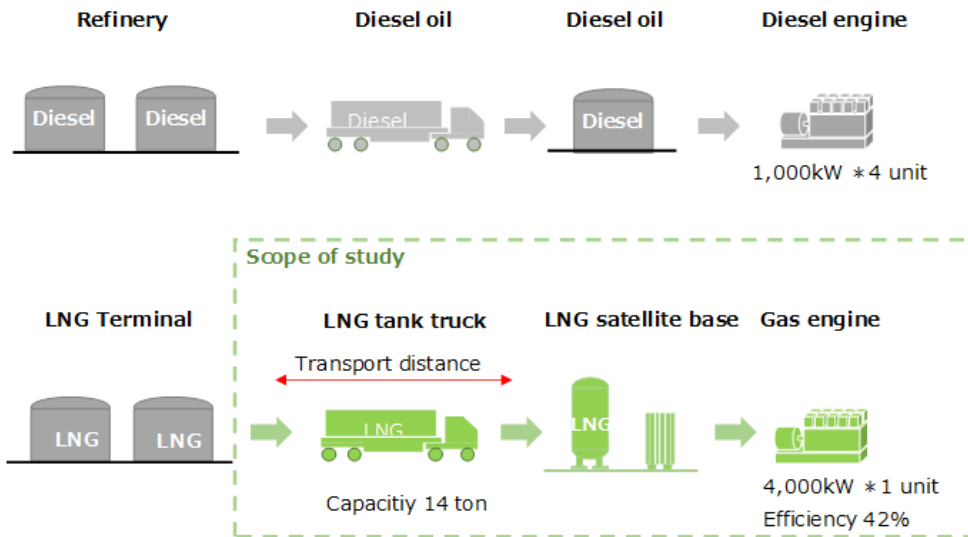 Refinery
Diesel oil
Diesel oil
Diesel engine
Diesel
Diesel
Diesel
Diesel
1,000kW ∗4 unit
Scope of study
LNG Terminal
LNG tank truck
LNG satellite base
Gas engine
Transport distance
LNG
LNG
LNG
LNG
Capacitiy 14 ton
4,000kW ∗1 unit
Efficiency 42%